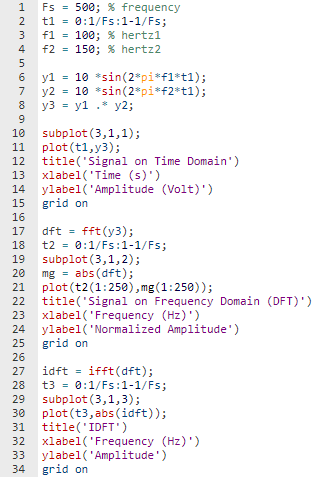 1 Fs = 500; % frequency
2 t1 = 0:1/Fs:1-1/Fs;
3 f1 = 100; % hertz1
4 f2 = 150; % hertz2
5
6 y1 = 10 *sin(2*pi*f1*t1);
7 y2 = 10 *sin(2*pi*f2*t1);
8 y3 = y1 .* y2;
9
10 subplot(3,1,1);
11 plot(t1,y3);
12 title('Signal on Time Domain')
13 xlabel('Time (s)')
14 ylabel('Amplitude (Volt)')
15 grid on
16
17 dft = fft(y3);
18 t2 = 0:1/Fs:1-1/Fs;
19 subplot(3,1,2);
20 mg = abs(dft);
21 plot(t2(1:250),mg(1:250));
22 title('Signal on Frequency Domain (DFT)')
23 xlabel('Frequency (Hz)')
24 ylabel('Normalized Amplitude')
25 grid on
26
27 idft = ifft(dft);
28 t3 = 0:1/Fs:1-1/Fs;
29 subplot(3,1,3);
30 plot(t3,abs(idft));
31 title('IDFT')
32 xlabel('Frequency (Hz)')
33 ylabel('Amplitude')
34 grid on